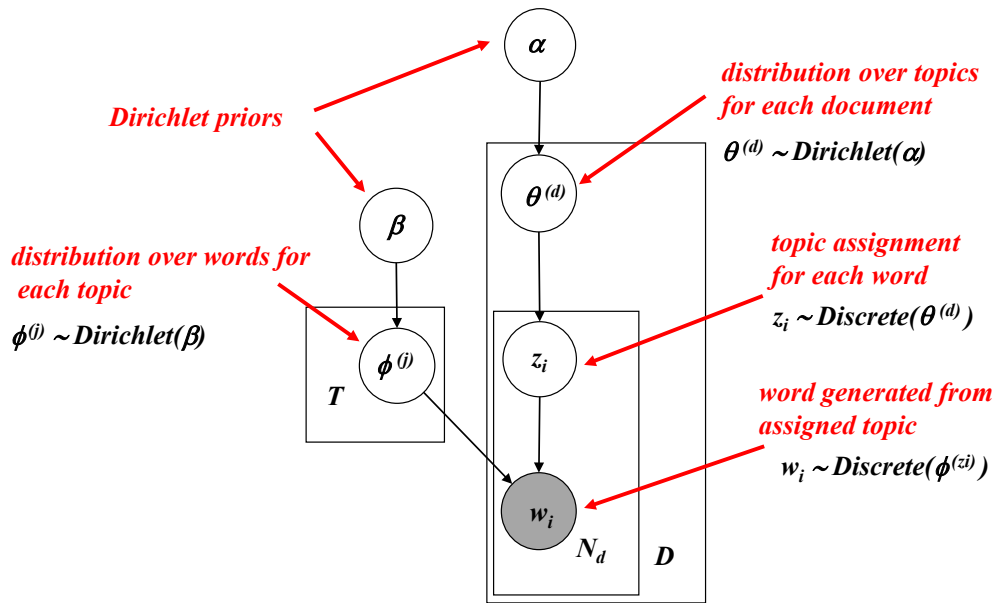 α
distribution over topics
for each document
θ(d) ~ Dirichlet(α)
Dirichlet priors
θ(d)
β
distribution over words for
each topic
ϕ(j) ~ Dirichlet(β)
topic assignment
for each word
zi ~ Discrete(θ(d))
ϕ(j)
T
zi
word generated from
assigned topic
wi ~ Discrete(ϕ(zi))
wi
Nd
D